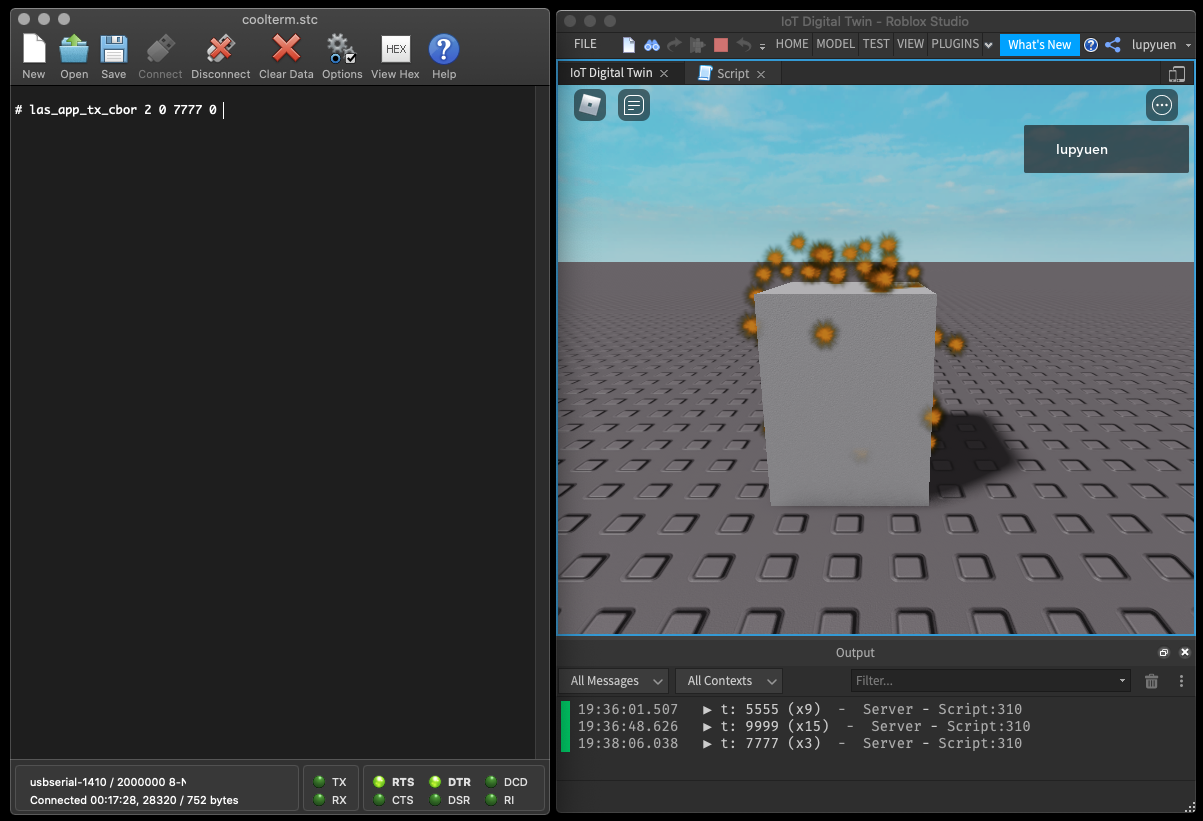 coolterm.stc
New Open Save Connect Disconnect Clear Data Options HEX View Hex Help
# las_app_tx_cbor 2 0 7777 0
usbserial-1410 / 2000000 8-N
Connected 00:17:28, 28320 / 752 bytes
TX RTS DTR DCD
RX CTS DSR RI
IoT Digital Twin - Roblox Studio
FILE HOME MODEL TEST VIEW PLUGINS What's New lupyuen
IoT Digital Twin Script
lupyuen
Output
All Messages All Contexts Filter...
19:36:01.507 ▶ t: 5555 (x9) - Server - Script:310
19:36:48.626 ▶ t: 9999 (x15) - Server - Script:310
19:38:06.038 ▶ t: 7777 (x3) - Server - Script:310